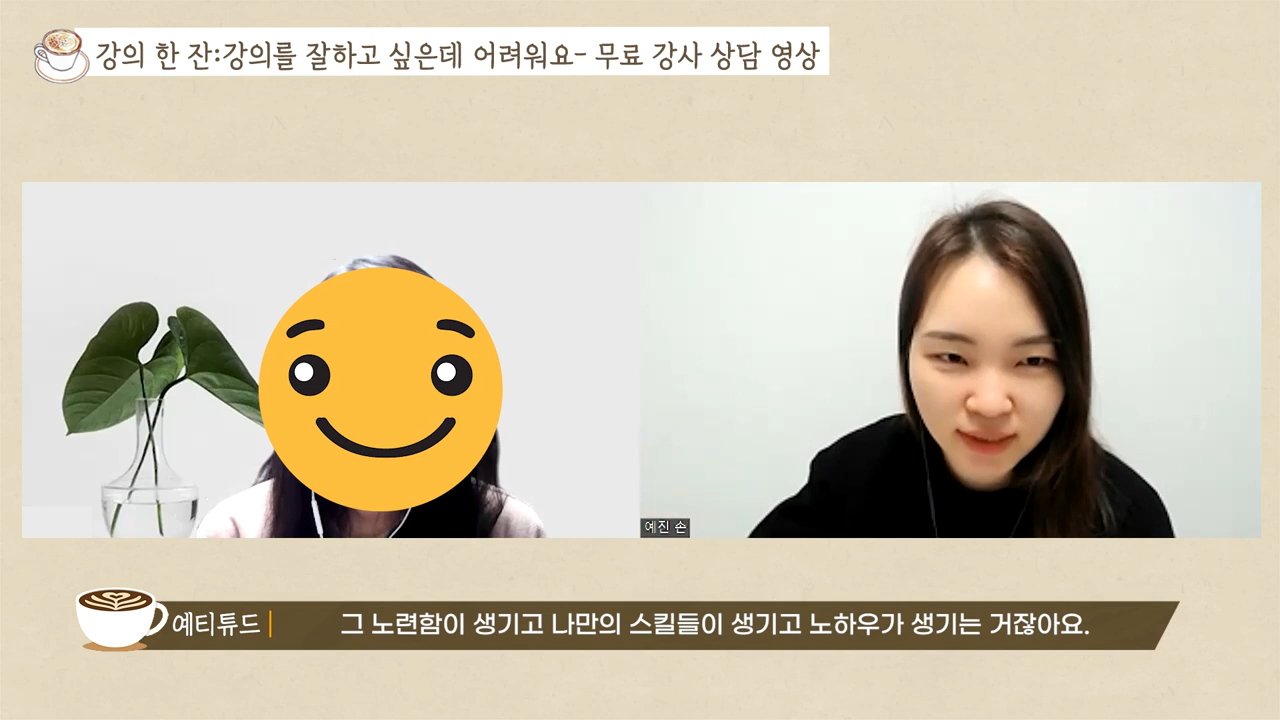 강의 한 잔:강의를 잘하고 싶은데 어려워요- 무료 강사 상담 영상
예진 손
예티튜드
그 노련함이 생기고 나만의 스킬들이 생기고 노하우가 생기는 거잖아요.